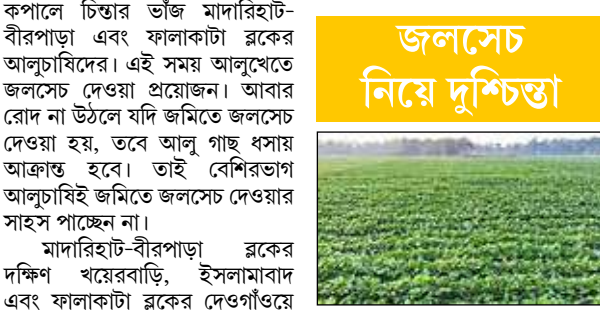 কপালে চিন্তার ভাঁজ মাদারিহাট-
বীরপাড়া এবং ফালাকাটা ব্লকের
আলুচাষিদের। এই সময় আলুখেতে
জলসেচ দেওয়া প্রয়োজন। আবার
রোদ না উঠলে যদি জমিতে জলসেচ
দেওয়া হয়, তবে আলু গাছ ধসায়
আক্রান্ত হবে। তাই বেশিরভাগ
আলুচাষিই জমিতে জলসেচ দেওয়ার
সাহস পাচ্ছেন না।
মাদারিহাট-বীরপাড়া ব্লকের
দক্ষিণ খয়েরবাড়ি, ইসলামাবাদ
এবং ফালাকাটা ব্লকের দেওগাঁওয়ে
জলসেচ
নিয়ে দুশ্চিন্তা